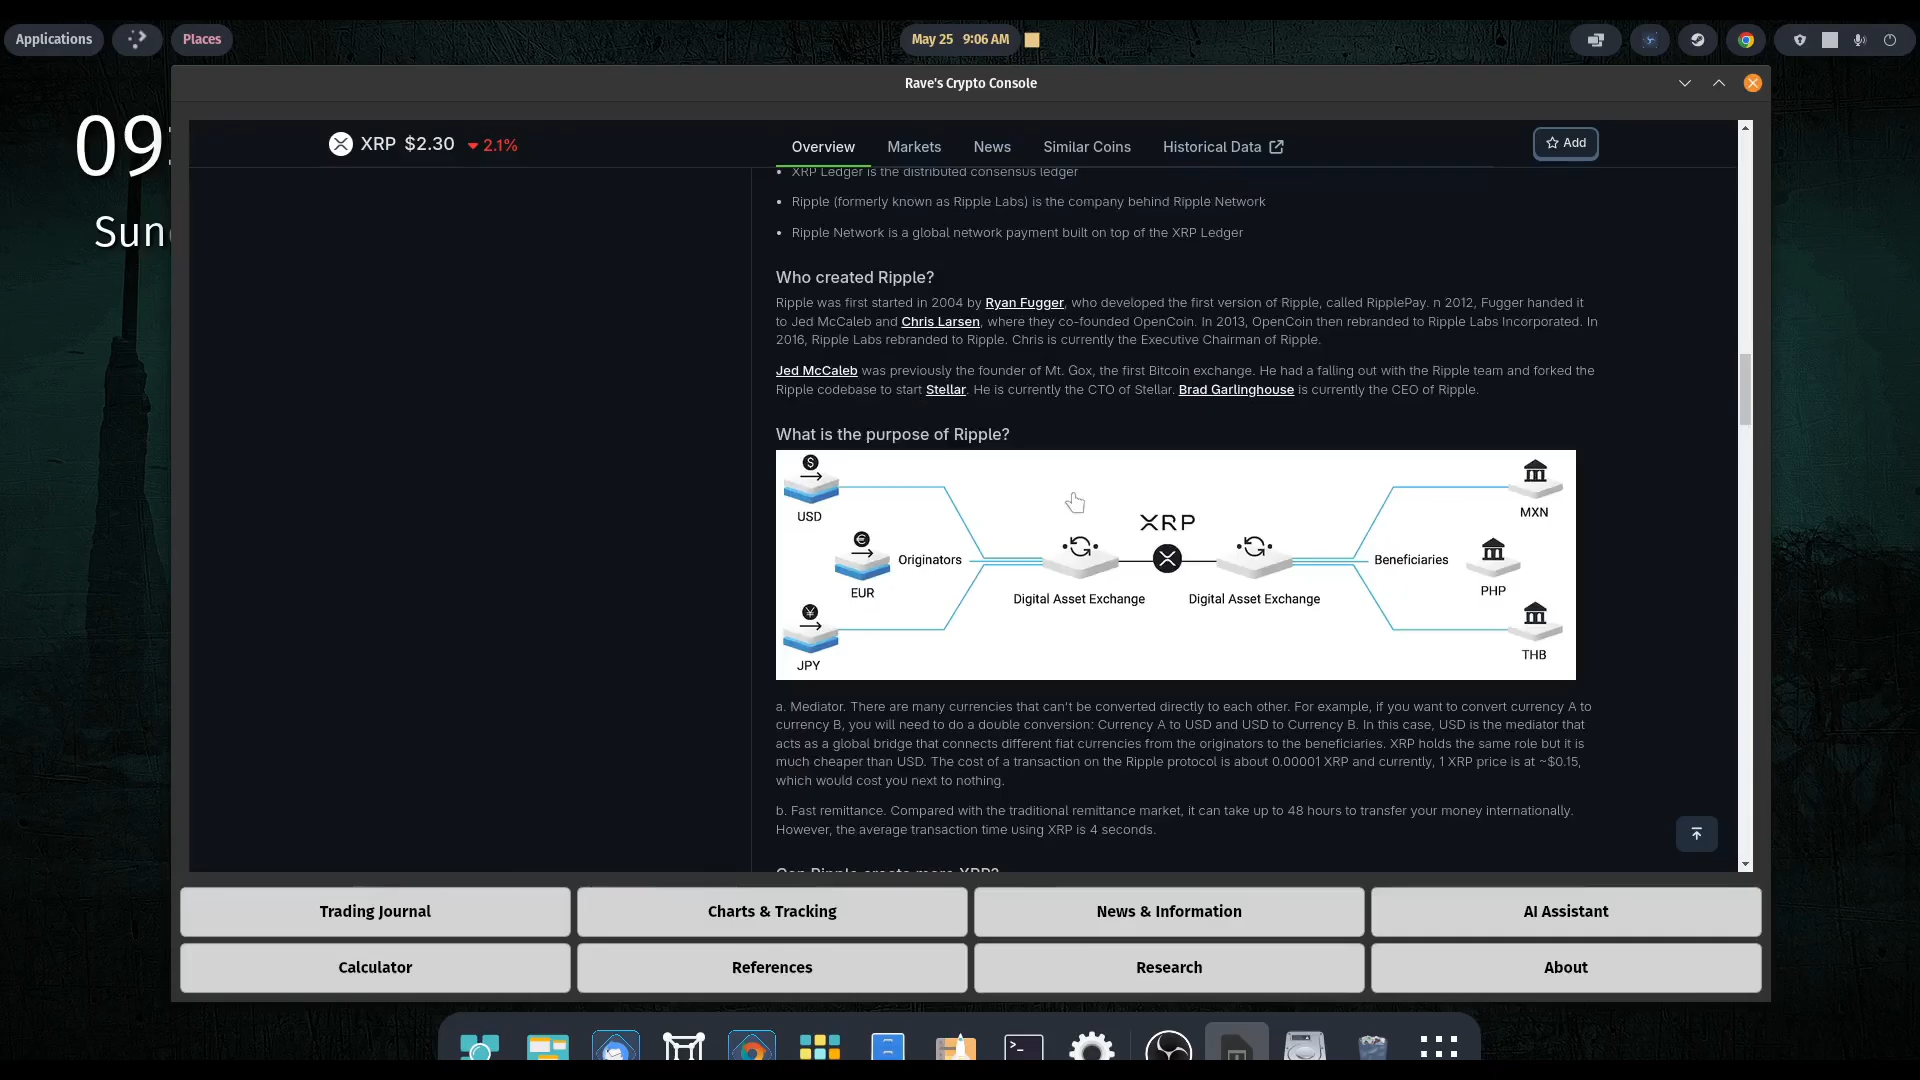 Applications
Places
May 25 9:06 AM
Rave's Crypto Console
09:
Sun
XRP $2.30 2.1%
Overview Markets News Similar Coins Historical Data
Add
XRP Ledger is the distributed consensus ledger
Ripple (formerly known as Ripple Labs) is the company behind Ripple Network
Ripple Network is a global network payment built on top of the XRP Ledger
Who created Ripple?
Ripple was first started in 2004 by Ryan Fugger, who developed the first version of Ripple, called RipplePay. n 2012, Fugger handed it
to Jed McCaleb and Chris Larsen, where they co-founded OpenCoin. In 2013, OpenCoin then rebranded to Ripple Labs Incorporated. In
2016, Ripple Labs rebranded to Ripple. Chris is currently the Executive Chairman of Ripple.
Jed McCaleb was previously the founder of Mt. Gox, the first Bitcoin exchange. He had a falling out with the Ripple team and forked the
Ripple codebase to start Stellar. He is currently the CTO of Stellar. Brad Garlinghouse is currently the CEO of Ripple.
What is the purpose of Ripple?
USD
EUR
JPY
Originators
Digital Asset Exchange
XRP
Digital Asset Exchange
Beneficiaries
MXN
PHP
THB
a. Mediator. There are many currencies that can't be converted directly to each other. For example, if you want to convert currency A to
currency B, you will need to do a double conversion: Currency A to USD and USD to Currency B. In this case, USD is the mediator that
acts as a global bridge that connects different fiat currencies from the originators to the beneficiaries. XRP holds the same role but it is
much cheaper than USD. The cost of a transaction on the Ripple protocol is about 0.00001 XRP and currently, 1 XRP price is at ~$0.15,
which would cost you next to nothing.
b. Fast remittance. Compared with the traditional remittance market, it can take up to 48 hours to transfer your money internationally.
However, the average transaction time using XRP is 4 seconds.
Can Ripple create more XRP?
Trading Journal
Charts & Tracking
News & Information
AI Assistant
Calculator
References
Research
About